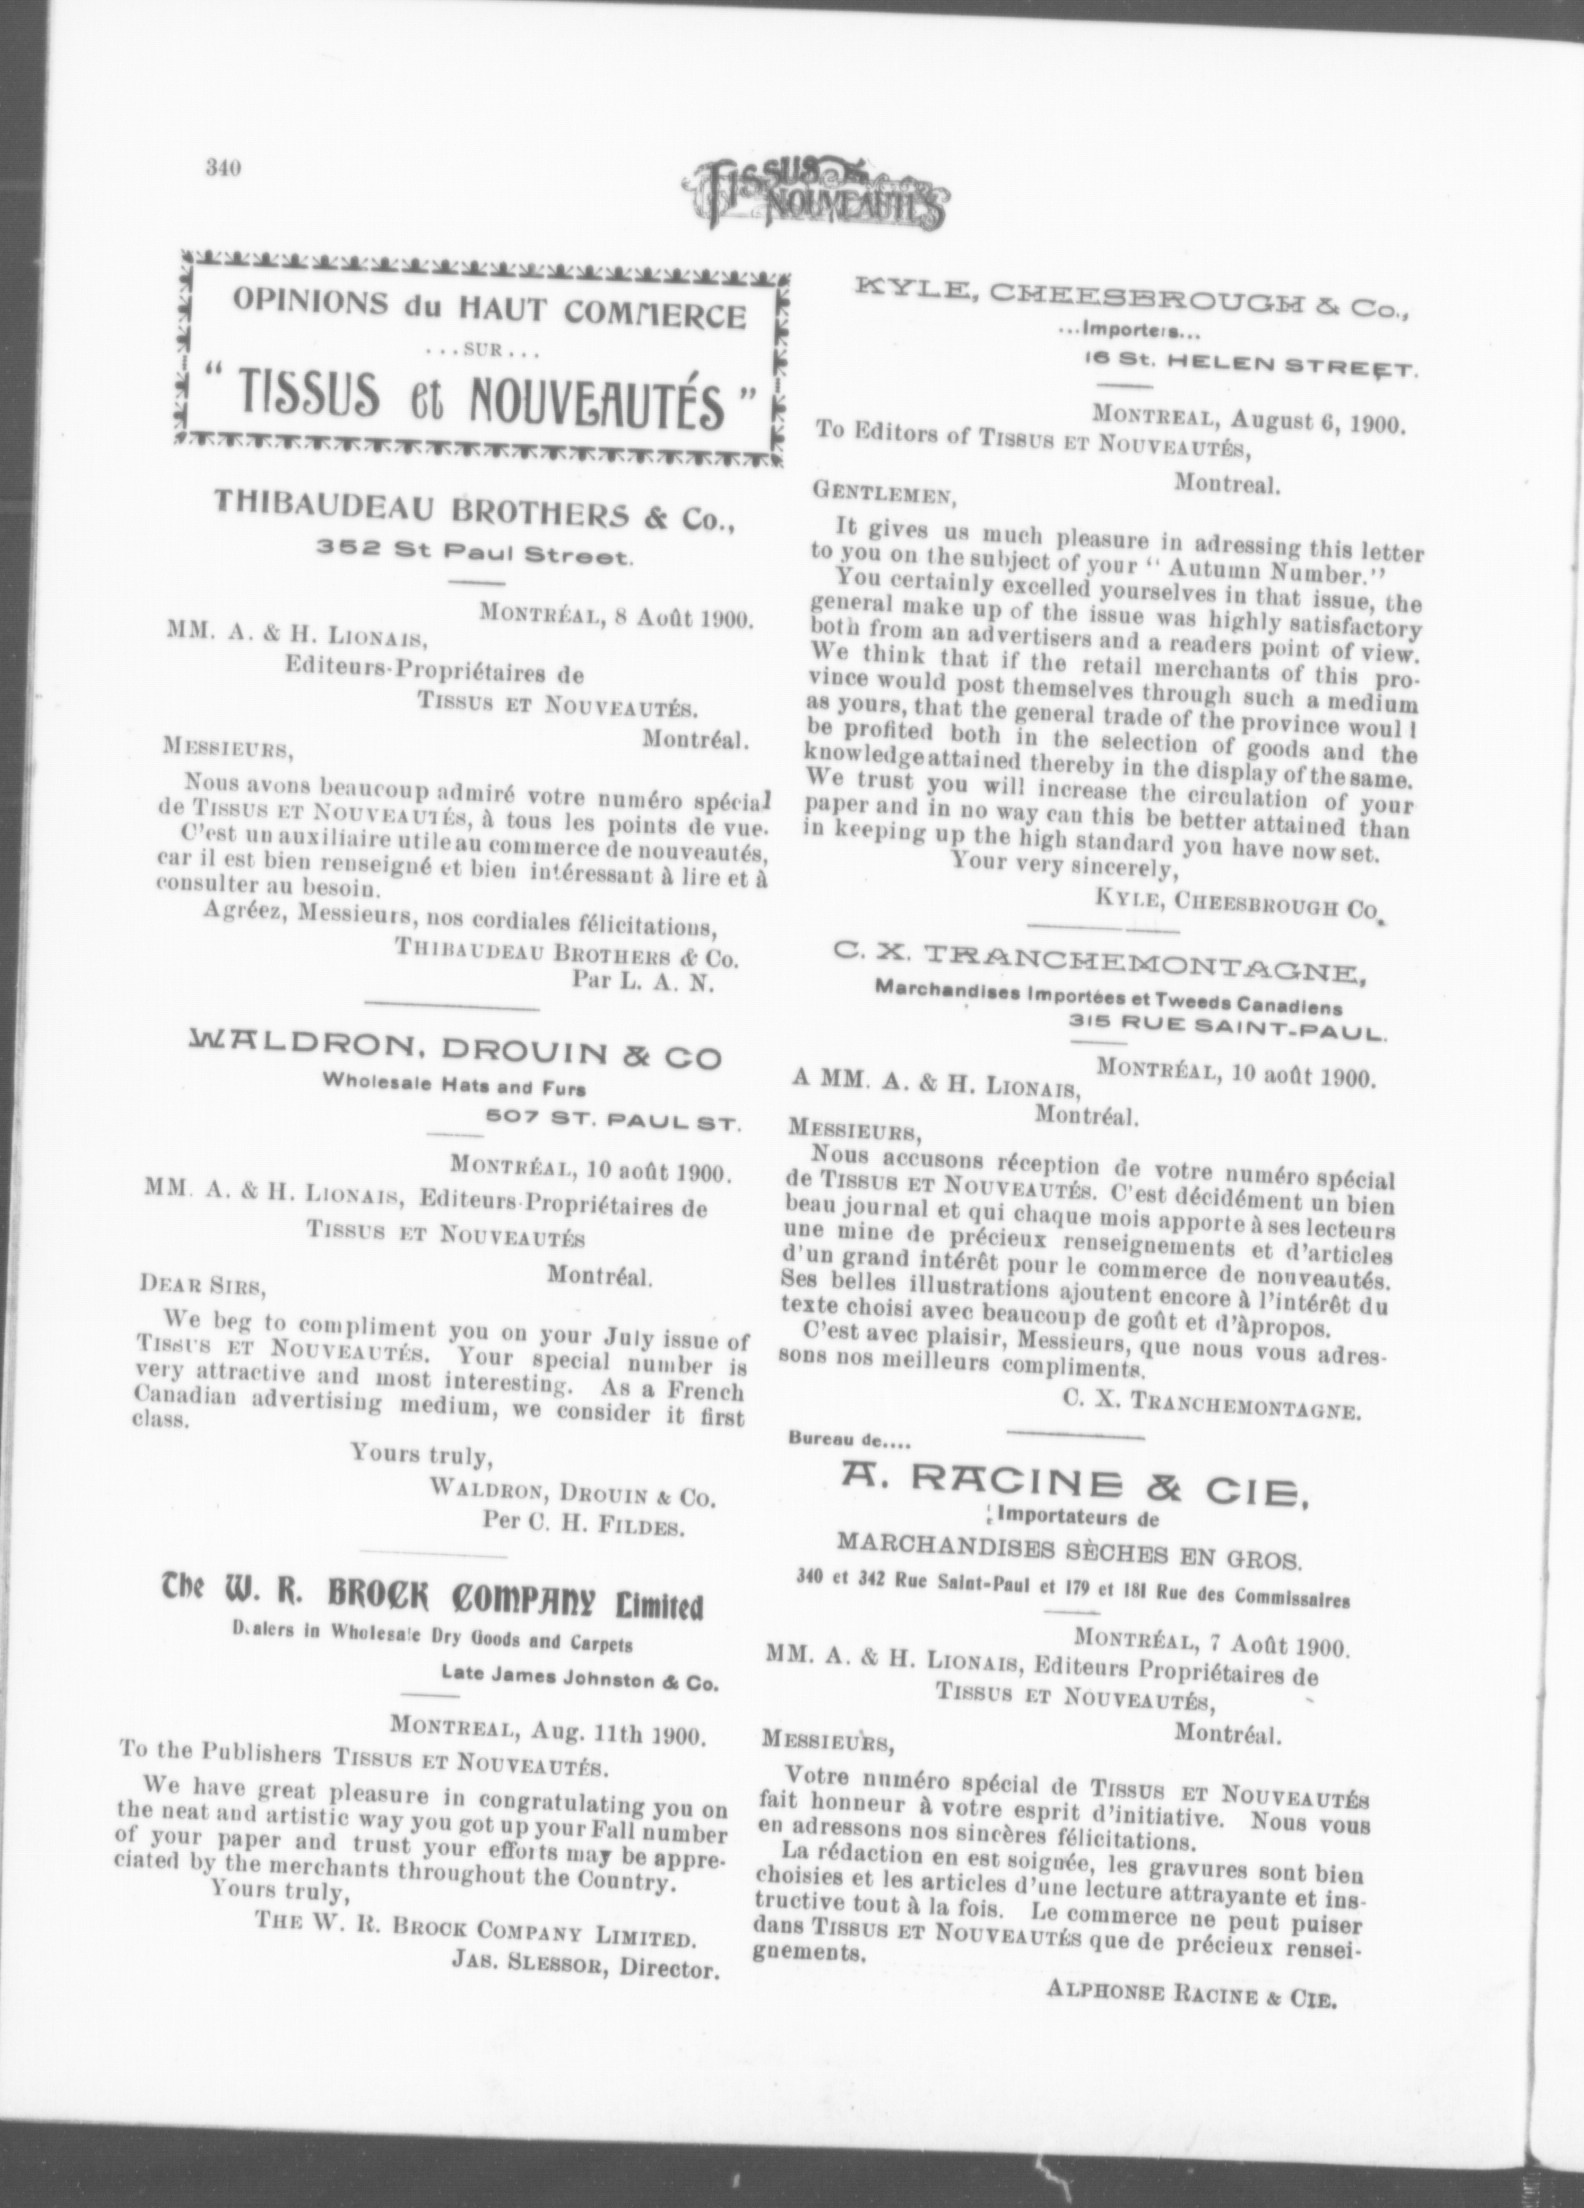 340
TISSUS & NOUVEAUTÉS
OPINIONS du HAUT COMMERCE
...SUR...
" TISSUS et NOUVEAUTÉS "
THIBAUDEAU BROTHERS & Co.,
352 St Paul Street.
MONTRÉAL, 8 Août 1900.
MM. A. & H. LIONAIS,
Editeurs-Propriétaires de
TISSUS ET NOUVEAUTÉS.
Montréal.
MESSIEURS,
Nous avons beaucoup admiré votre numéro spécial
de TISSUS ET NOUVEAUTÉS, à tous les points de vue.
C'est un auxiliaire utile au commerce de nouveautés,
car il est bien renseigné et bien intéressant à lire et à
consulter au besoin.
Agréez, Messieurs, nos cordiales félicitations,
THIBAUDEAU BROTHERS & Co.
Par L. A. N.
WALDRON, DROUIN & CO
Wholesale Hats and Furs
507 ST. PAUL ST.
MONTRÉAL, 10 août 1900.
MM. A. & H. LIONAIS, Editeurs-Propriétaires de
TISSUS ET NOUVEAUTÉS
Montréal.
DEAR SIRS,
We beg to compliment you on your July issue of
TISSUS ET NOUVEAUTÉS. Your special number is
very attractive and most interesting. As a French
Canadian advertising medium, we consider it first
class.
Yours truly,
WALDRON, DROUIN & Co.
Per C. H. FILDES.
The W. R. BROCK COMPANY Limited
Dealers in Wholesale Dry Goods and Carpets
Late James Johnston & Co.
MONTREAL, Aug. 11th 1900.
To the Publishers TISSUS ET NOUVEAUTÉS.
We have great pleasure in congratulating you on
the neat and artistic way you got up your Fall number
of your paper and trust your efforts may be appre-
ciated by the merchants throughout the Country.
Yours truly,
THE W. R. BROCK COMPANY LIMITED.
JAS. SLESSOR, Director.
KYLE, CHEESBROUGH & Co.,
...Importers...
16 St. HELEN STREET.
MONTREAL, August 6, 1900.
To Editors of TISSUS ET NOUVEAUTÉS,
Montreal.
GENTLEMEN,
It gives us much pleasure in adressing this letter
to you on the subject of your " Autumn Number."
You certainly excelled yourselves in that issue, the
general make up of the issue was highly satisfactory
both from an advertisers and a readers point of view.
We think that if the retail merchants of this pro-
vince would post themselves through such a medium
as yours, that the general trade of the province would
be profited both in the selection of goods and the
knowledge attained thereby in the display of the same.
We trust you will increase the circulation of your
paper and in no way can this be better attained than
in keeping up the high standard you have now set.
Your very sincerely,
KYLE, CHEESBROUGH Co.
C. X. TRANCHEMONTAGNE,
Marchandises Importées et Tweeds Canadiens
315 RUE SAINT-PAUL.
MONTRÉAL, 10 août 1900.
A MM. A. & H. LIONAIS,
Montréal.
MESSIEURS,
Nous accusons réception de votre numéro spécial
de TISSUS ET NOUVEAUTÉS. C'est décidément un bien
beau journal et qui chaque mois apporte à ses lecteurs
une mine de précieux renseignements et d'articles
d'un grand intérêt pour le commerce de nouveautés.
Ses belles illustrations ajoutent encore à l'intérêt du
texte choisi avec beaucoup de goût et d'àpropos.
C'est avec plaisir, Messieurs, que nous vous adres-
sons nos meilleurs compliments.
C. X. TRANCHEMONTAGNE.
Bureau de....
A. RACINE & CIE,
Importateurs de
MARCHANDISES SÈCHES EN GROS.
340 et 342 Rue Saint-Paul et 179 et 181 Rue des Commissaires
MONTRÉAL, 7 Août 1900.
MM. A. & H. LIONAIS, Editeurs Propriétaires de
TISSUS ET NOUVEAUTÉS,
Montréal.
MESSIEURS,
Votre numéro spécial de TISSUS ET NOUVEAUTÉS
fait honneur à votre esprit d'initiative. Nous vous
en adressons nos sincères félicitations.
La rédaction en est soignée, les gravures sont bien
choisies et les articles d'une lecture attrayante et ins-
tructive tout à la fois. Le commerce ne peut puiser
dans TISSUS ET NOUVEAUTÉS que de précieux rensei-
gnements.
ALPHONSE RACINE & CIE.